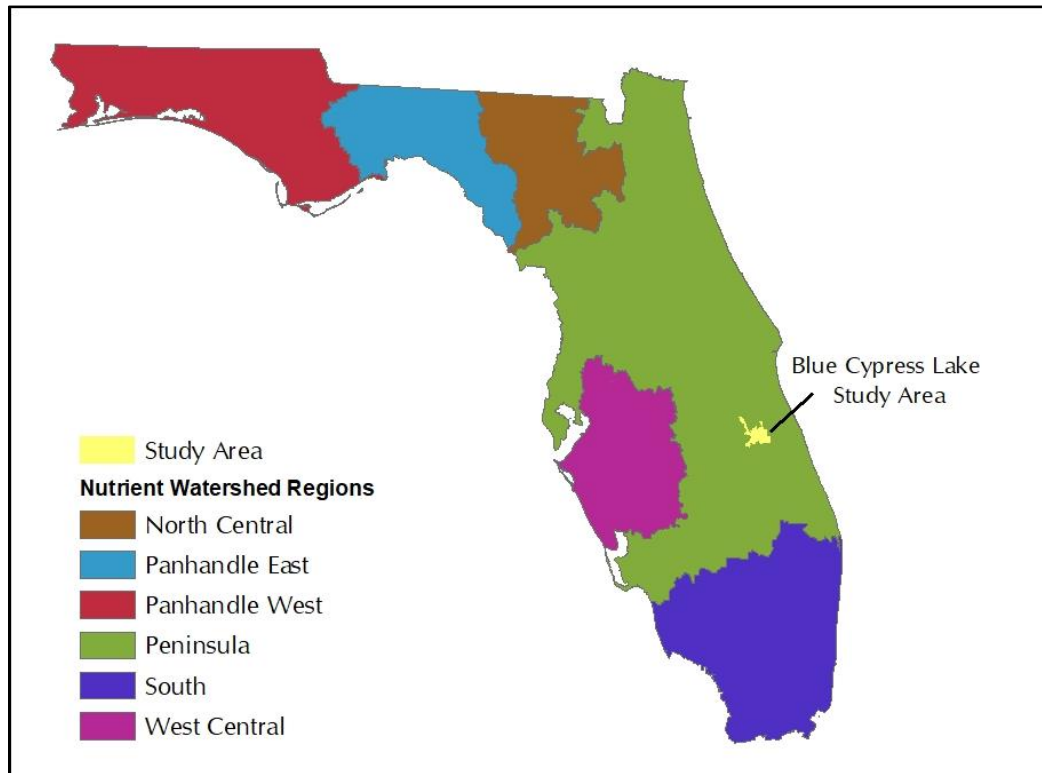 Blue Cypress Lake
Study Area
Study Area
Nutrient Watershed Regions
North Central
Panhandle East
Panhandle West
Peninsula
South
West Central